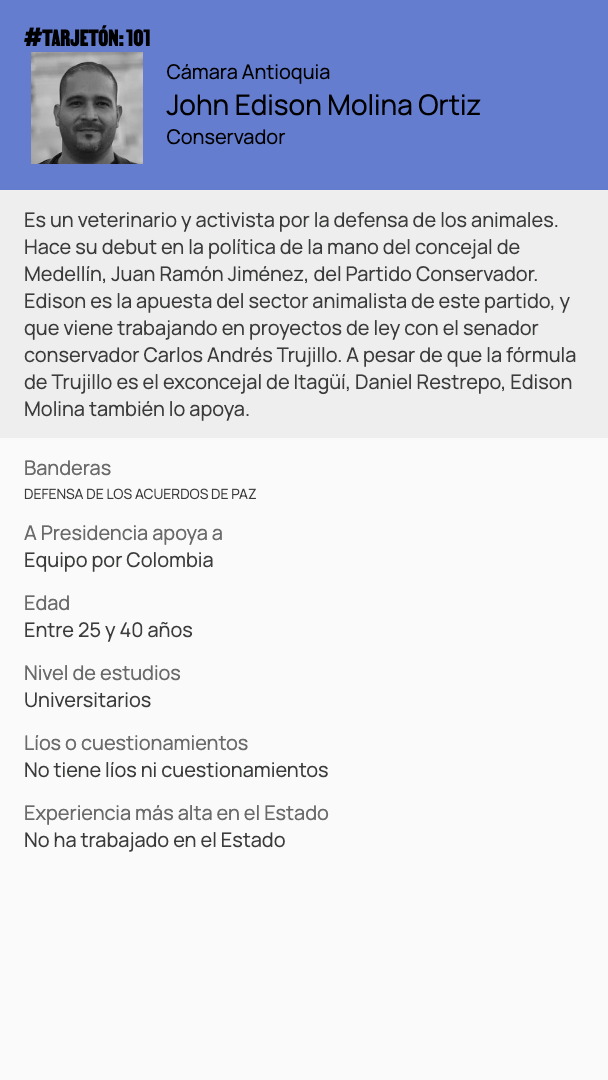 #TARJETÓN: 101
Cámara Antioquia
John Edison Molina Ortiz
Conservador
Es un veterinario y activista por la defensa de los animales.
Hace su debut en la política de la mano del concejal de
Medellín, Juan Ramón Jiménez, del Partido Conservador.
Edison es la apuesta del sector animalista de este partido, y
que viene trabajando en proyectos de ley con el senador
conservador Carlos Andrés Trujillo. A pesar de que la fórmula
de Trujillo es el exconcejal de Itagüí, Daniel Restrepo, Edison
Molina también lo apoya.
Banderas
DEFENSA DE LOS ACUERDOS DE PAZ
A Presidencia apoya a
Equipo por Colombia
Edad
Entre 25 y 40 años
Nivel de estudios
Universitarios
Líos o cuestionamientos
No tiene líos ni cuestionamientos
Experiencia más alta en el Estado
No ha trabajado en el Estado